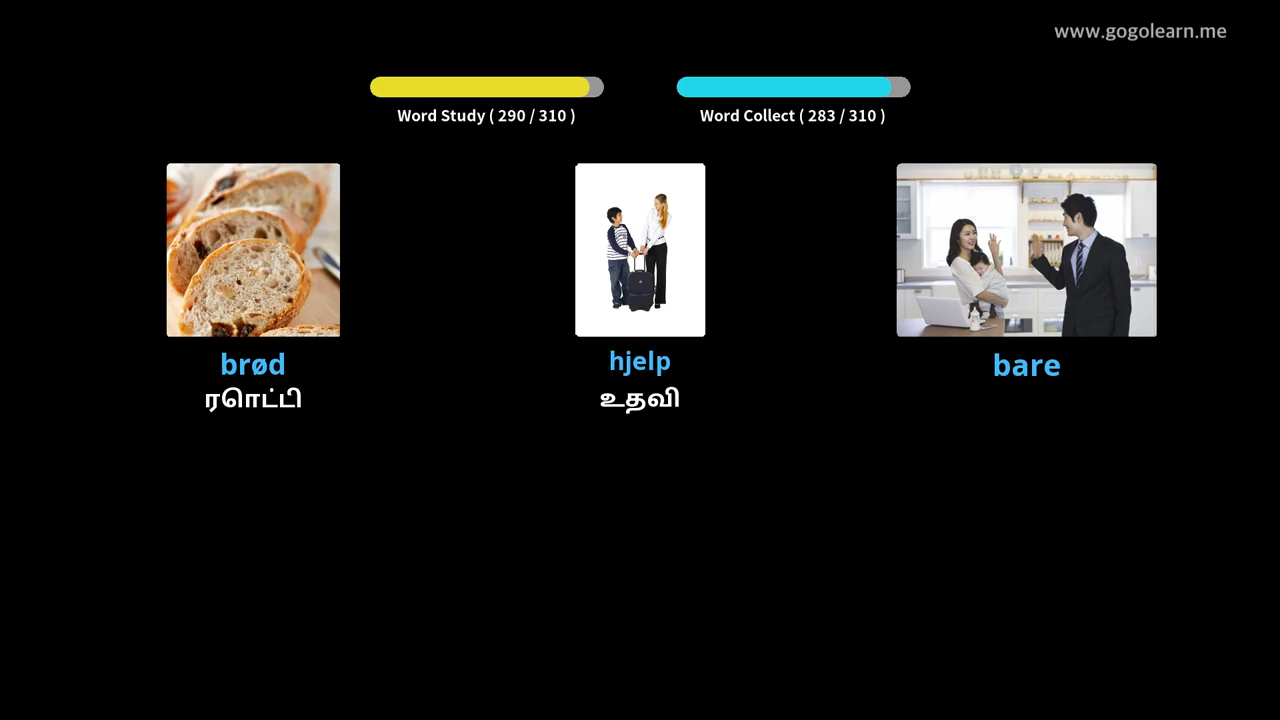 www.gogolearn.me
Word Study ( 290 / 310 )
Word Collect ( 283 / 310 )
brød
ரொட்டி
hjelp
உதவி
bare